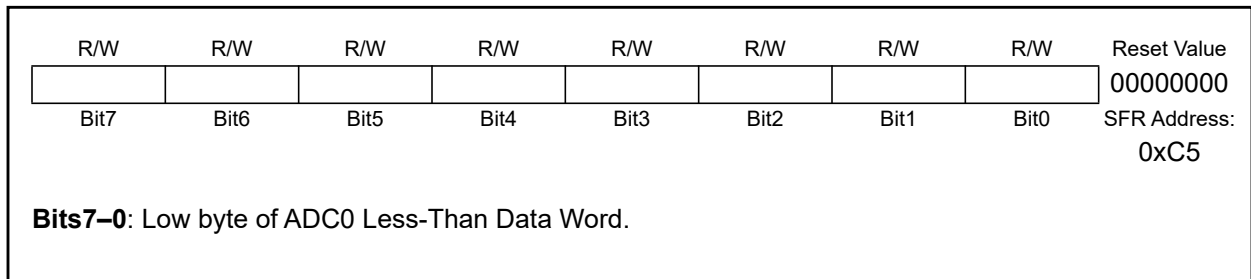 R/W R/W R/W R/W R/W R/W R/W R/W Reset Value
00000000
Bit7 Bit6 Bit5 Bit4 Bit3 Bit2 Bit1 Bit0 SFR Address:
0xC5
Bits7–0: Low byte of ADC0 Less-Than Data Word.